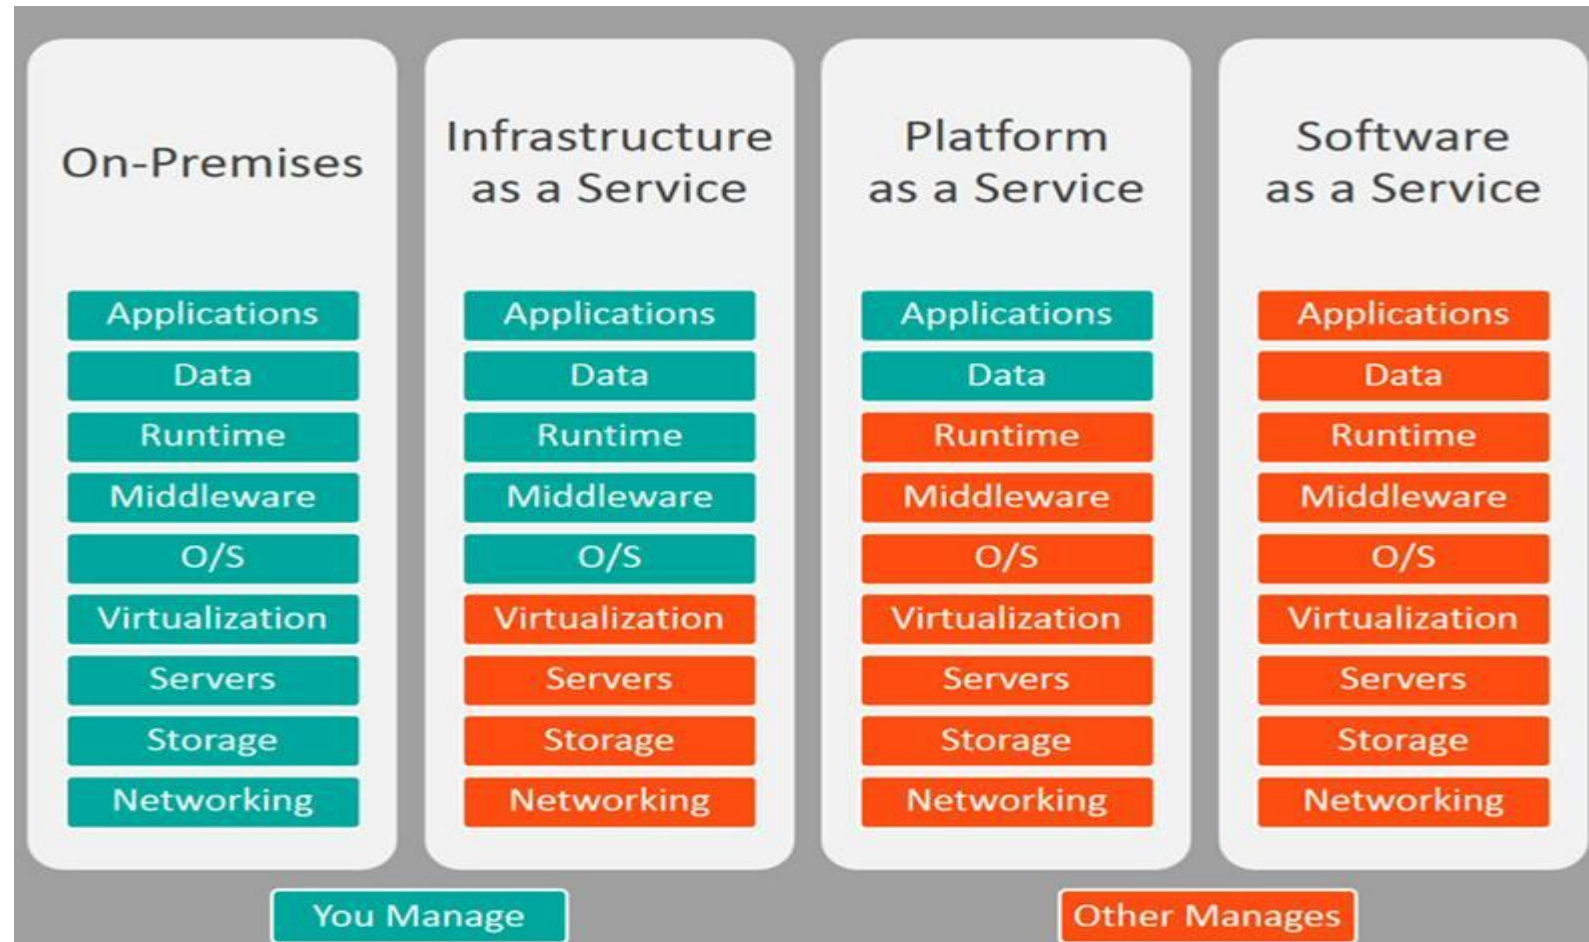 On-Premises
Applications
Data
Runtime
Middleware
O/S
Virtualization
Servers
Storage
Networking
Infrastructure
as a Service
Applications
Data
Runtime
Middleware
O/S
Virtualization
Servers
Storage
Networking
Platform
as a Service
Applications
Data
Runtime
Middleware
O/S
Virtualization
Servers
Storage
Networking
Software
as a Service
Applications
Data
Runtime
Middleware
O/S
Virtualization
Servers
Storage
Networking
You Manage
Other Manages